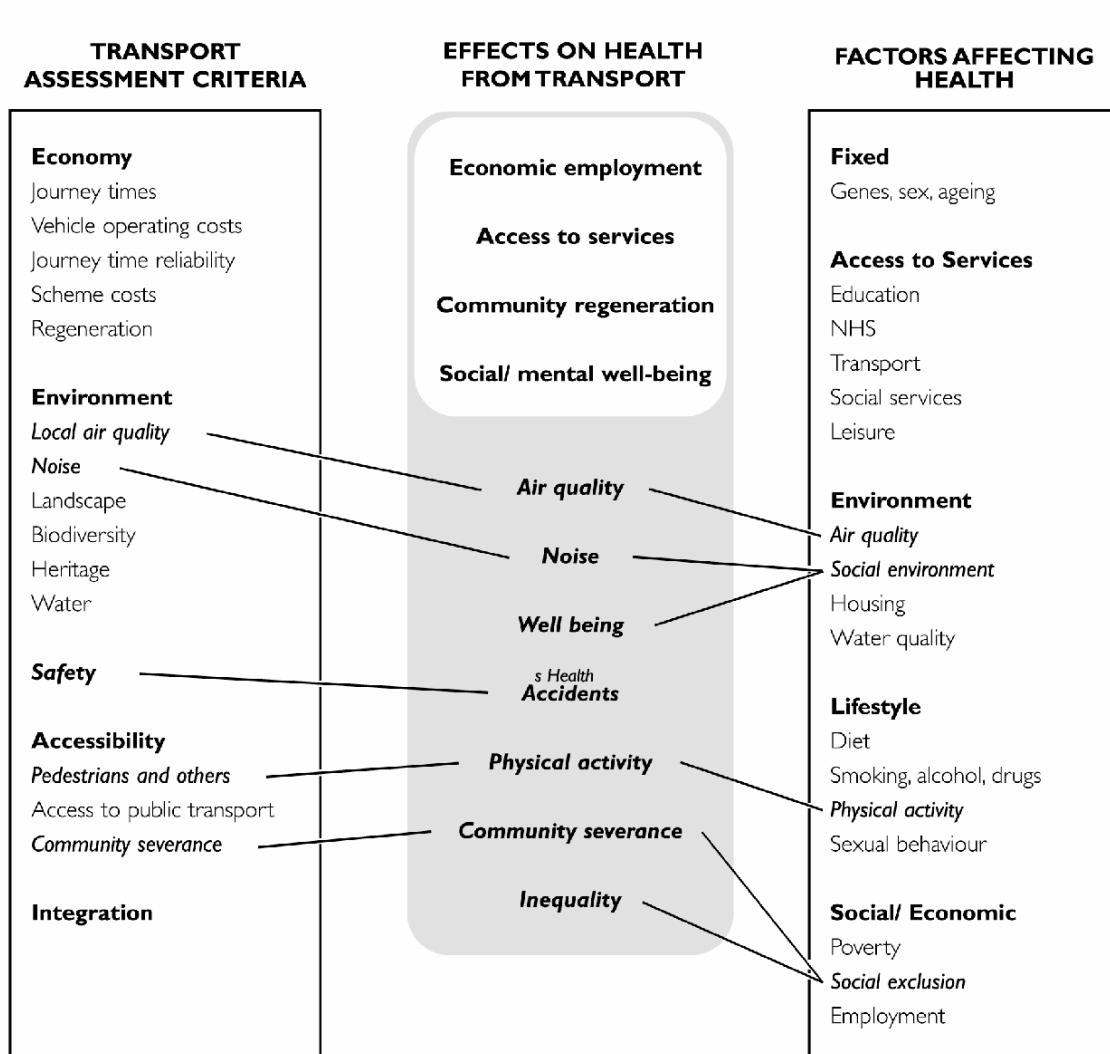 TRANSPORT
ASSESSMENT CRITERIA
Economy
Journey times
Vehicle operating costs
Journey time reliability
Scheme costs
Regeneration
Environment
Local air quality
Noise
Landscape
Biodiversity
Heritage
Water
Safety
Accessibility
Pedestrians and others
Access to public transport
Community severance
Integration
EFFECTS ON HEALTH
FROM TRANSPORT
Economic employment
Access to services
Community regeneration
Social/ mental well-being
Air quality
Noise
Well being
s Health
Accidents
Physical activity
Community severance
Inequality
FACTORS AFFECTING
HEALTH
Fixed
Genes, sex, ageing
Access to Services
Education
NHS
Transport
Social services
Leisure
Environment
Air quality
Social environment
Housing
Water quality
Lifestyle
Diet
Smoking, alcohol, drugs
Physical activity
Sexual behaviour
Social/ Economic
Poverty
Social exclusion
Employment